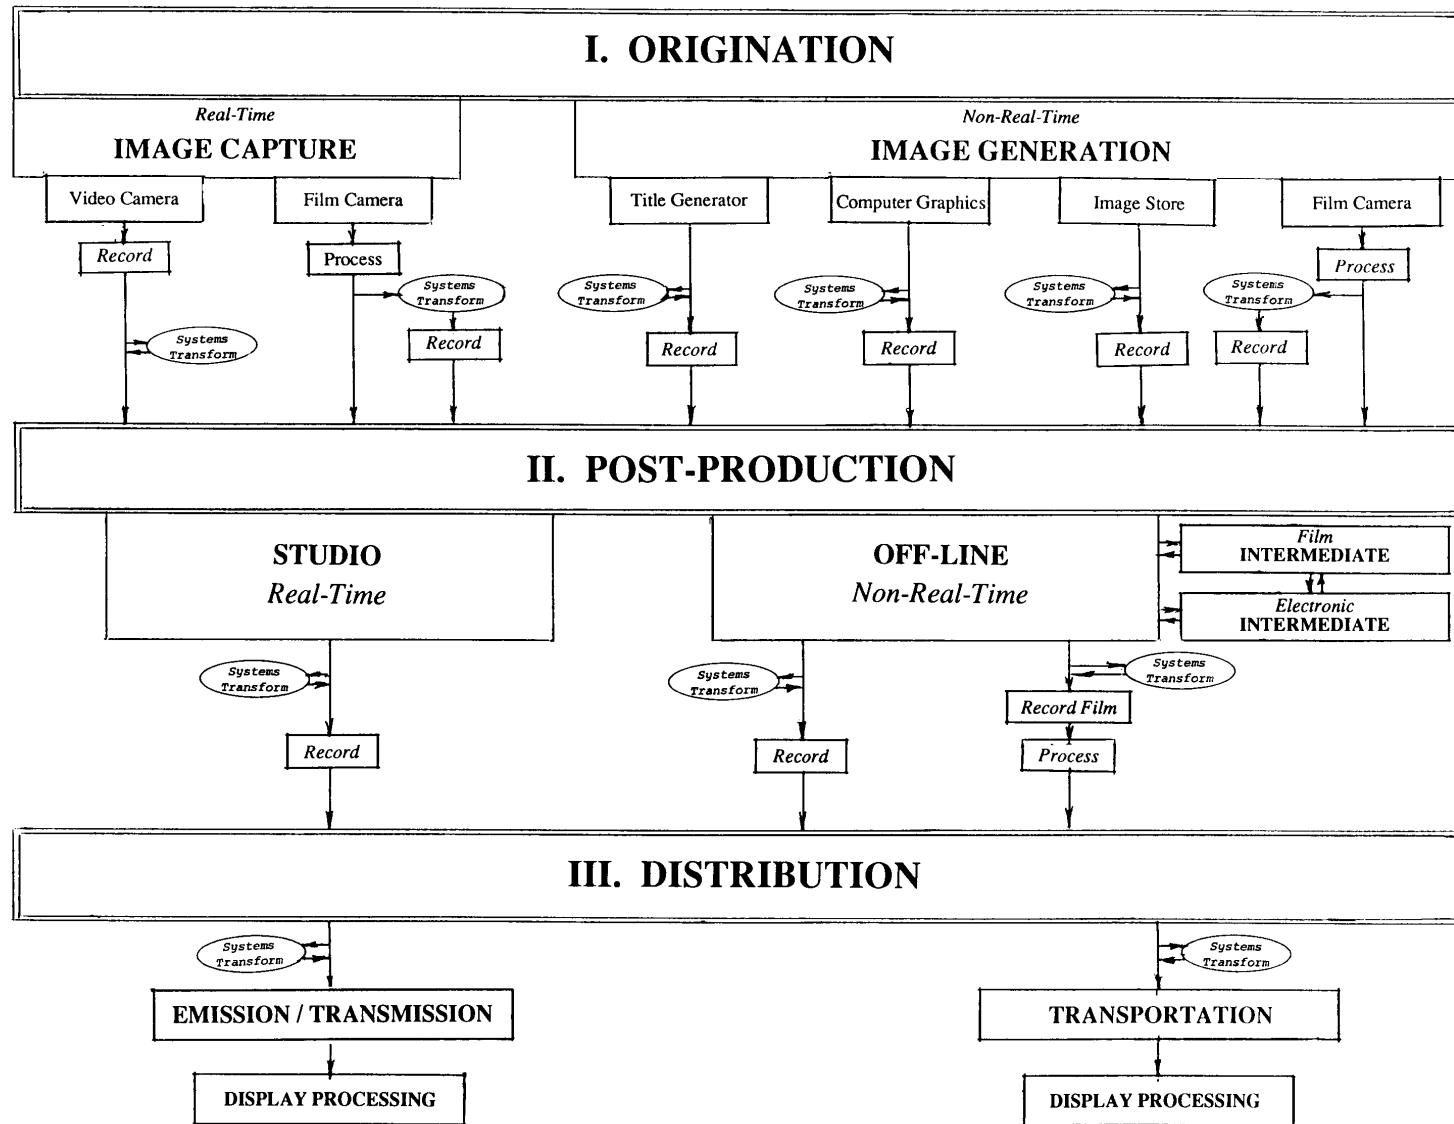 I. ORIGINATION
Real-Time
IMAGE CAPTURE
Non-Real-Time
IMAGE GENERATION
Video Camera
Film Camera
Title Generator
Computer Graphics
Image Store
Film Camera
Record
Process
Process
Systems
Transform
Systems
Transform
Systems
Transform
Systems
Transform
Systems
Transform
Systems
Transform
Record
Record
Record
Record
Record
II. POST-PRODUCTION
STUDIO
Real-Time
OFF-LINE
Non-Real-Time
Film
INTERMEDIATE
Electronic
INTERMEDIATE
Systems
Transform
Systems
Transform
Systems
Transform
Record Film
Record
Record
Process
III. DISTRIBUTION
Systems
Transform
Systems
Transform
EMISSION / TRANSMISSION
TRANSPORTATION
DISPLAY PROCESSING
DISPLAY PROCESSING